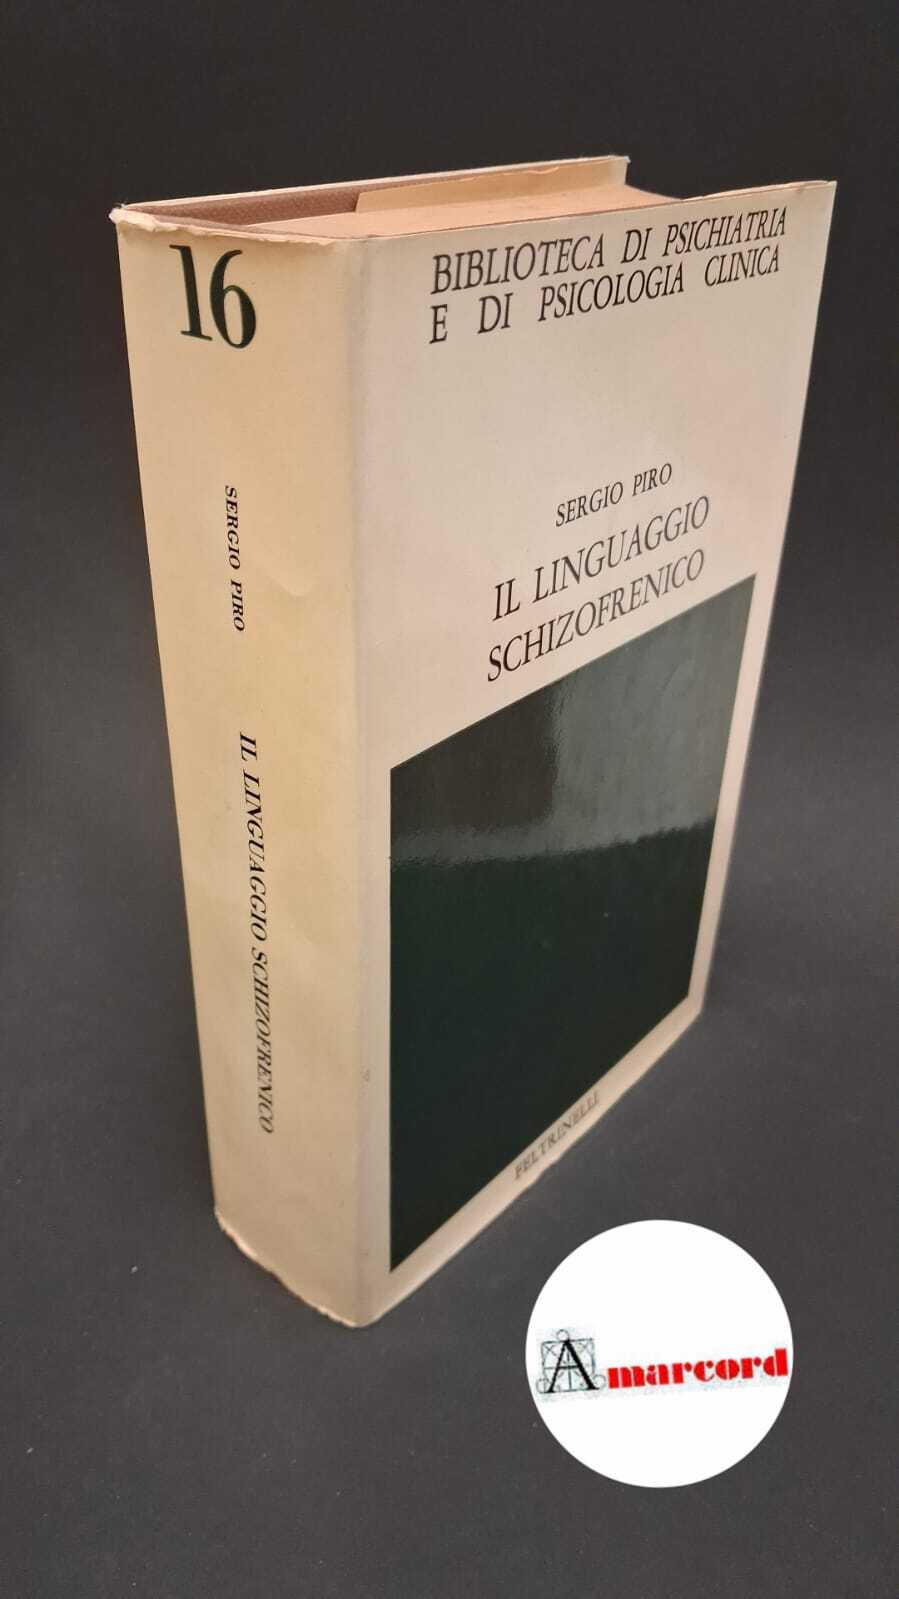 16
SERGIO PIRO
IL LINGUAGGIO SCHIZOFRENICO
BIBLIOTECA DI PSICHIATRIA
E DI PSICOLOGIA CLINICA
SERGIO PIRO
IL LINGUAGGIO
SCHIZOFRENICO
FELTRINELLI
Amarcord